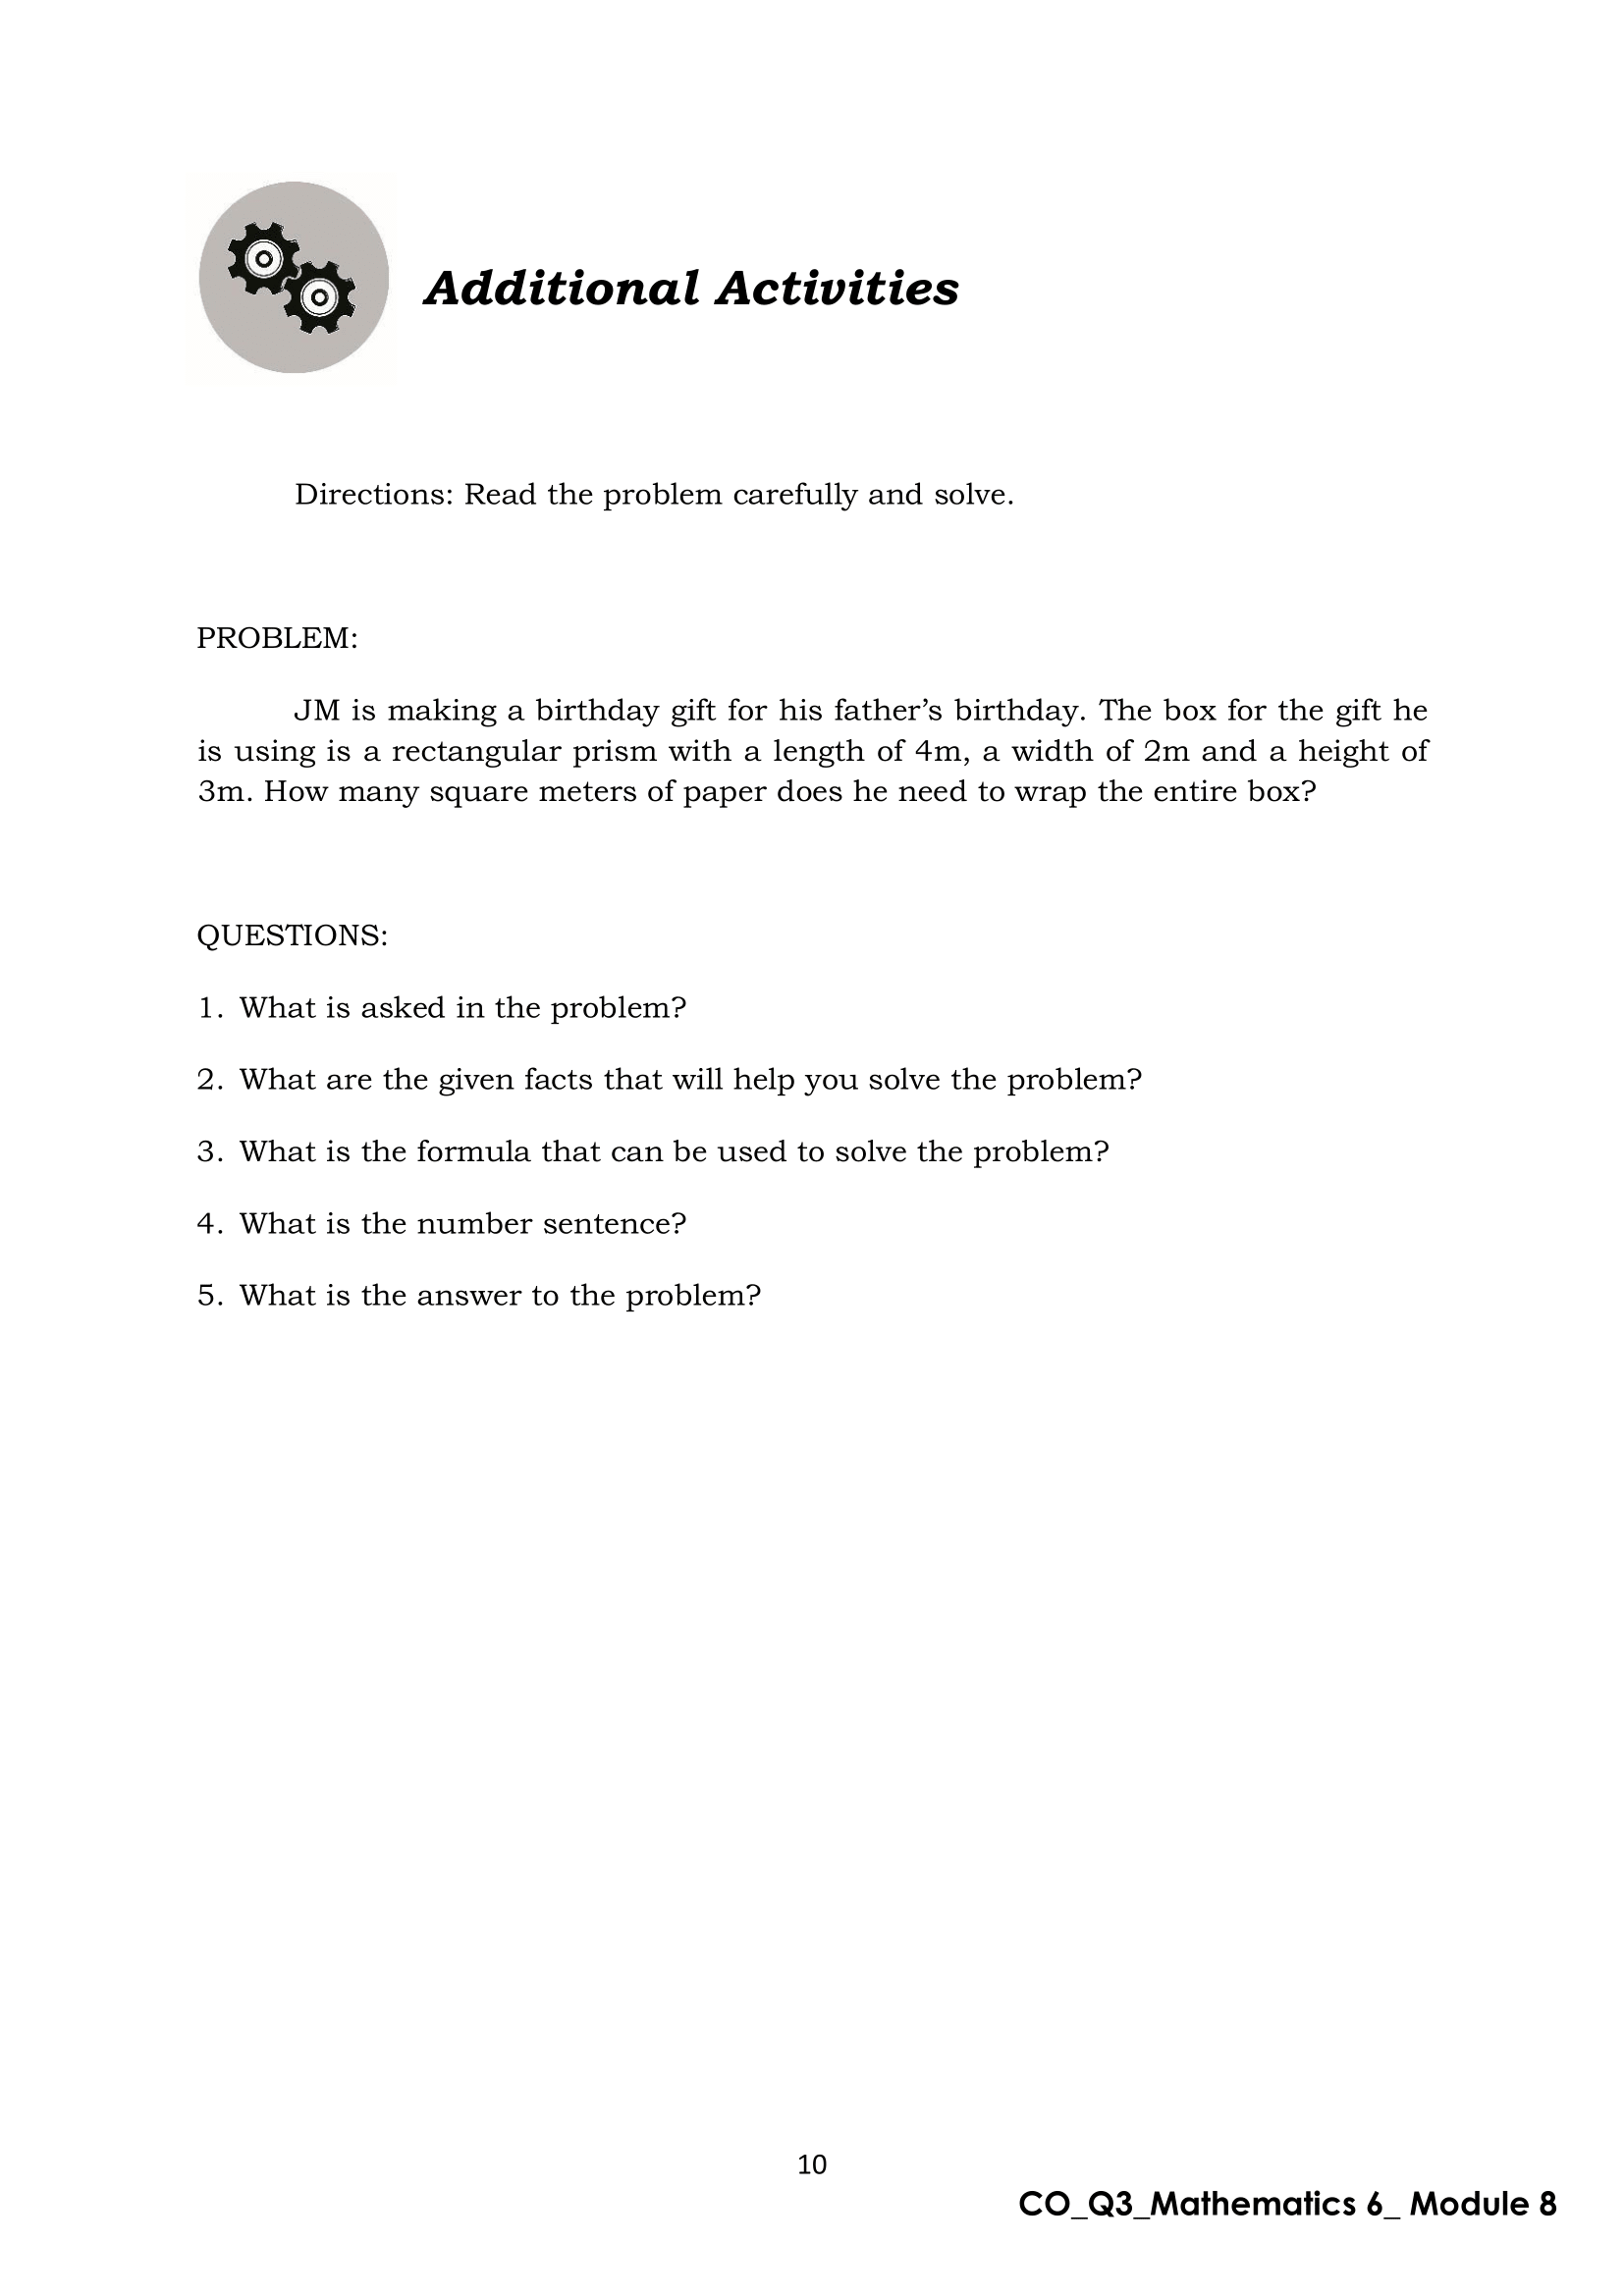 Additional Activities
Directions: Read the problem carefully and solve.
PROBLEM:
JM is making a birthday gift for his father’s birthday. The box for the gift he
is using is a rectangular prism with a length of 4m, a width of 2m and a height of
3m. How many square meters of paper does he need to wrap the entire box?
QUESTIONS:
1. What is asked in the problem?
2. What are the given facts that will help you solve the problem?
3. What is the formula that can be used to solve the problem?
4. What is the number sentence?
5. What is the answer to the problem?
10
CO_Q3_Mathematics 6_ Module 8